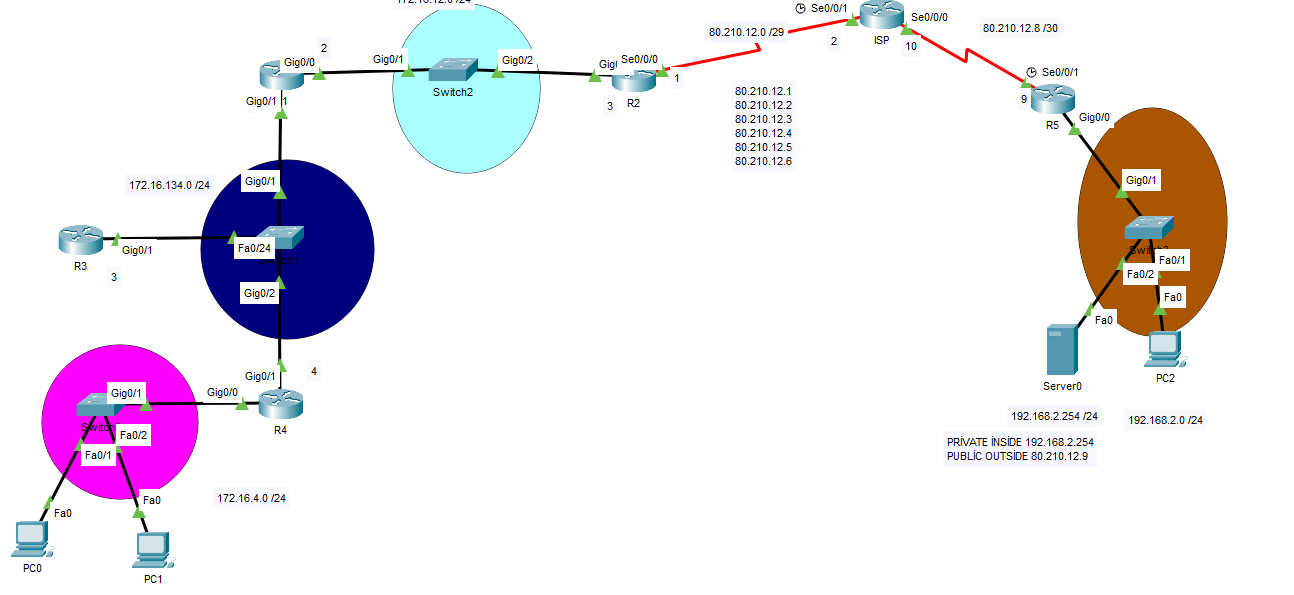 172.16.12.0 /24
Se0/0/1
Se0/0/0
80.210.12.0 /29
80.210.12.8 /30
ISP
2
10
2
Gig0/0
Gig0/1
Gig0/2
Se0/0/0
Se0/0/1
Switch2
1
9
3
R2
R5
Gig0/1
1
80.210.12.1
80.210.12.2
80.210.12.3
80.210.12.4
80.210.12.5
80.210.12.6
Gig0/0
172.16.134.0 /24
Gig0/1
Gig0/1
Gig0/1
Fa0/24
R3
3
Gig0/2
Fa0/1
Fa0/2
Fa0
Fa0
Gig0/1
4
PC2
Server0
Gig0/1
Gig0/0
R4
Fa0/2
Fa0/1
192.168.2.254 /24
192.168.2.0 /24
PRİVATE İNSİDE 192.168.2.254
PUBLİC OUTSİDE 80.210.12.9
172.16.4.0 /24
Fa0
Fa0
PC0
PC1